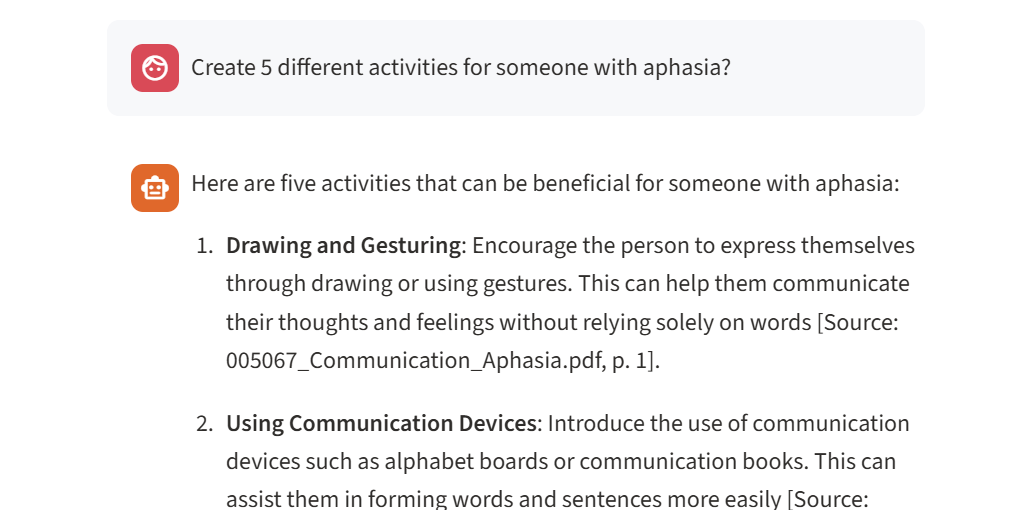 Create 5 different activities for someone with aphasia?
Here are five activities that can be beneficial for someone with aphasia:
1. Drawing and Gesturing: Encourage the person to express themselves
through drawing or using gestures. This can help them communicate
their thoughts and feelings without relying solely on words [Source:
005067_Communication_Aphasia.pdf, p. 1].
2. Using Communication Devices: Introduce the use of communication
devices such as alphabet boards or communication books. This can
assist them in forming words and sentences more easily [Source: